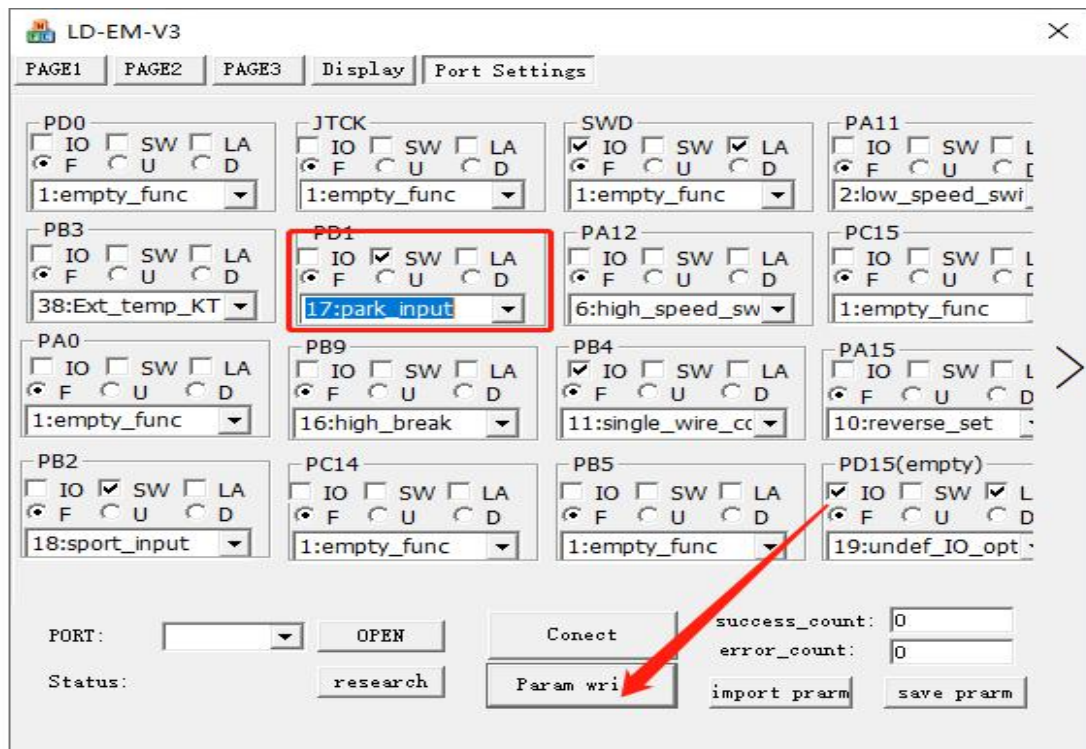 LD-EM-V3
PAGE1 PAGE2 PAGE3 Display Port Settings
PD0 JTCK SWD PA11
IO SW LA IO SW LA IO SW LA IO SW L
F U D F U D F U D F U D
1:empty_func 1:empty_func 1:empty_func 2:low_speed_swi
PB3 PD1 PA12 PC15
IO SW LA IO SW LA IO SW LA IO SW L
F U D F U D F U D F U D
38:Ext_temp_KT 17:park_input 6:high_speed_sw 1:empty_func
PA0 PB9 PB4 PA15
IO SW LA IO SW LA IO SW LA IO SW L
F U D F U D F U D F U D
1:empty_func 16:high_break 11:single_wire_cc 10:reverse_set
PB2 PC14 PB5 PD15(empty)
IO SW LA IO SW LA IO SW LA IO SW L
F U D F U D F U D F U D
18:sport_input 1:empty_func 1:empty_func 19:undef_IO_opt
PORT: OPEN Conect success_count: 0
error_count: 0
Status: research Param wri import prarm save prarm